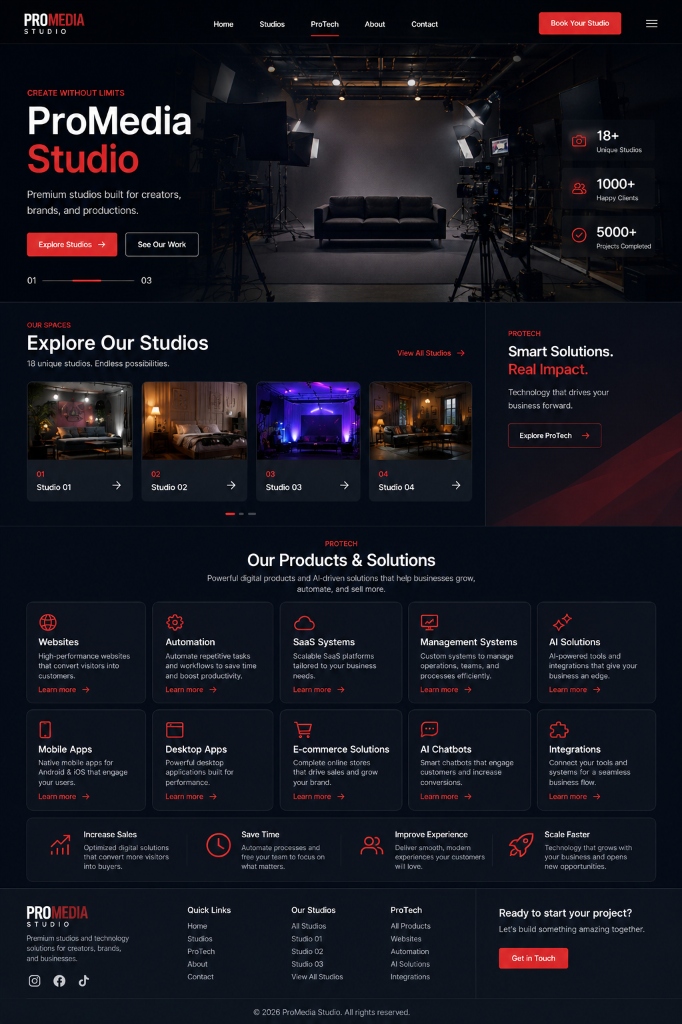 PROMEDIA
STUDIO
Home
Studios
ProTech
About
Contact
Book Your Studio
CREATE WITHOUT LIMITS
ProMedia
Studio
Premium studios built for creators,
brands, and productions.
Explore Studios
See Our Work
01
03
18+
Unique Studios
1000+
Happy Clients
5000+
Projects Completed
OUR SPACES
Explore Our Studios
18 unique studios. Endless possibilities.
View All Studios
01
Studio 01
02
Studio 02
03
Studio 03
04
Studio 04
PROTECH
Smart Solutions.
Real Impact.
Technology that drives your
business forward.
Explore ProTech
PROTECH
Our Products & Solutions
Powerful digital products and AI-driven solutions that help businesses grow,
automate, and sell more.
Websites
High-performance websites
that convert visitors into
customers.
Learn more
Automation
Automate repetitive tasks
and workflows to save time
and boost productivity.
Learn more
SaaS Systems
Scalable SaaS platforms
tailored to your business
needs.
Learn more
Management Systems
Custom systems to manage
operations, teams, and
processes efficiently.
Learn more
AI Solutions
AI-powered tools and
integrations that give your
business an edge.
Learn more
Mobile Apps
Native mobile apps for
Android & iOS that engage
your users.
Learn more
Desktop Apps
Powerful desktop
applications built for
performance.
Learn more
E-commerce Solutions
Complete online stores
that drive sales and grow
your brand.
Learn more
AI Chatbots
Smart chatbots that engage
customers and increase
conversions.
Learn more
Integrations
Connect your tools and
systems for a seamless
business flow.
Learn more
Increase Sales
Optimized digital solutions
that convert more visitors
into buyers.
Save Time
Automate processes and
free your team to focus on
what matters.
Improve Experience
Deliver smooth, modern
experiences your customers
will love.
Scale Faster
Technology that grows with
your business and opens
new opportunities.
PROMEDIA
STUDIO
Premium studios and technology
solutions for creators, brands,
and businesses.
Quick Links
Home
Studios
ProTech
About
Contact
Our Studios
All Studios
Studio 01
Studio 02
Studio 03
View All Studios
ProTech
All Products
Websites
Automation
AI Solutions
Integrations
Ready to start your project?
Let's build something amazing together.
Get in Touch
© 2026 ProMedia Studio. All rights reserved.